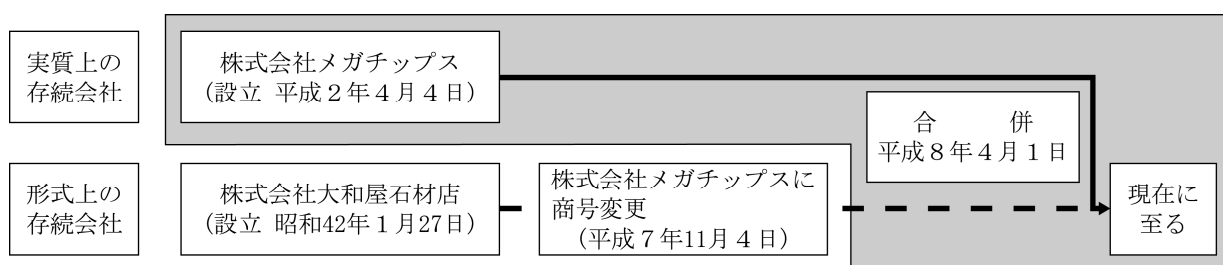 実質上の
存続会社
株式会社メガチップス
(設立 平成2年4月4日)
合 併
平成8年4月1日
形式上の
存続会社
株式会社大和屋石材店
(設立 昭和42年1月27日)
株式会社メガチップスに
商号変更
(平成7年11月4日)
現在に
至る